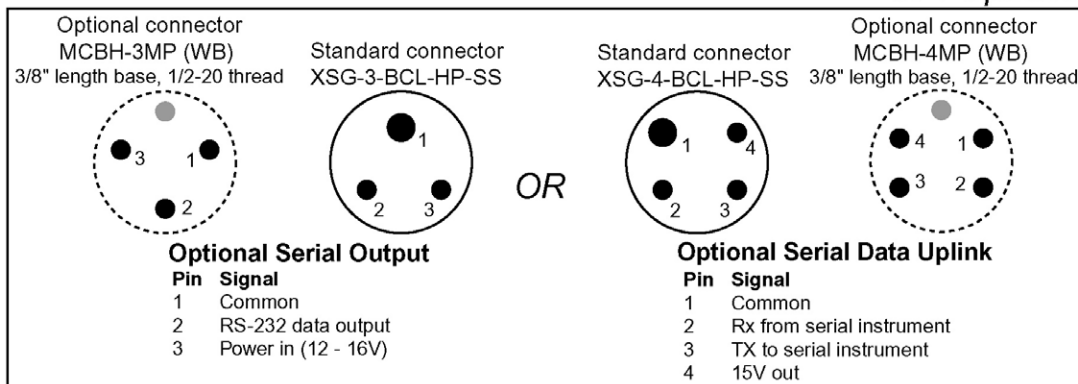 Optional connector
MCBH-3MP (WB)
3/8" length base, 1/2-20 thread
3
1
2
Standard connector
XSG-3-BCL-HP-SS
1
2
3
OR
Standard connector
XSG-4-BCL-HP-SS
1
4
2
3
Optional connector
MCBH-4MP (WB)
3/8" length base, 1/2-20 thread
4
1
3
2
Optional Serial Output
Pin Signal
1 Common
2 RS-232 data output
3 Power in (12 - 16V)
Optional Serial Data Uplink
Pin Signal
1 Common
2 Rx from serial instrument
3 TX to serial instrument
4 15V out